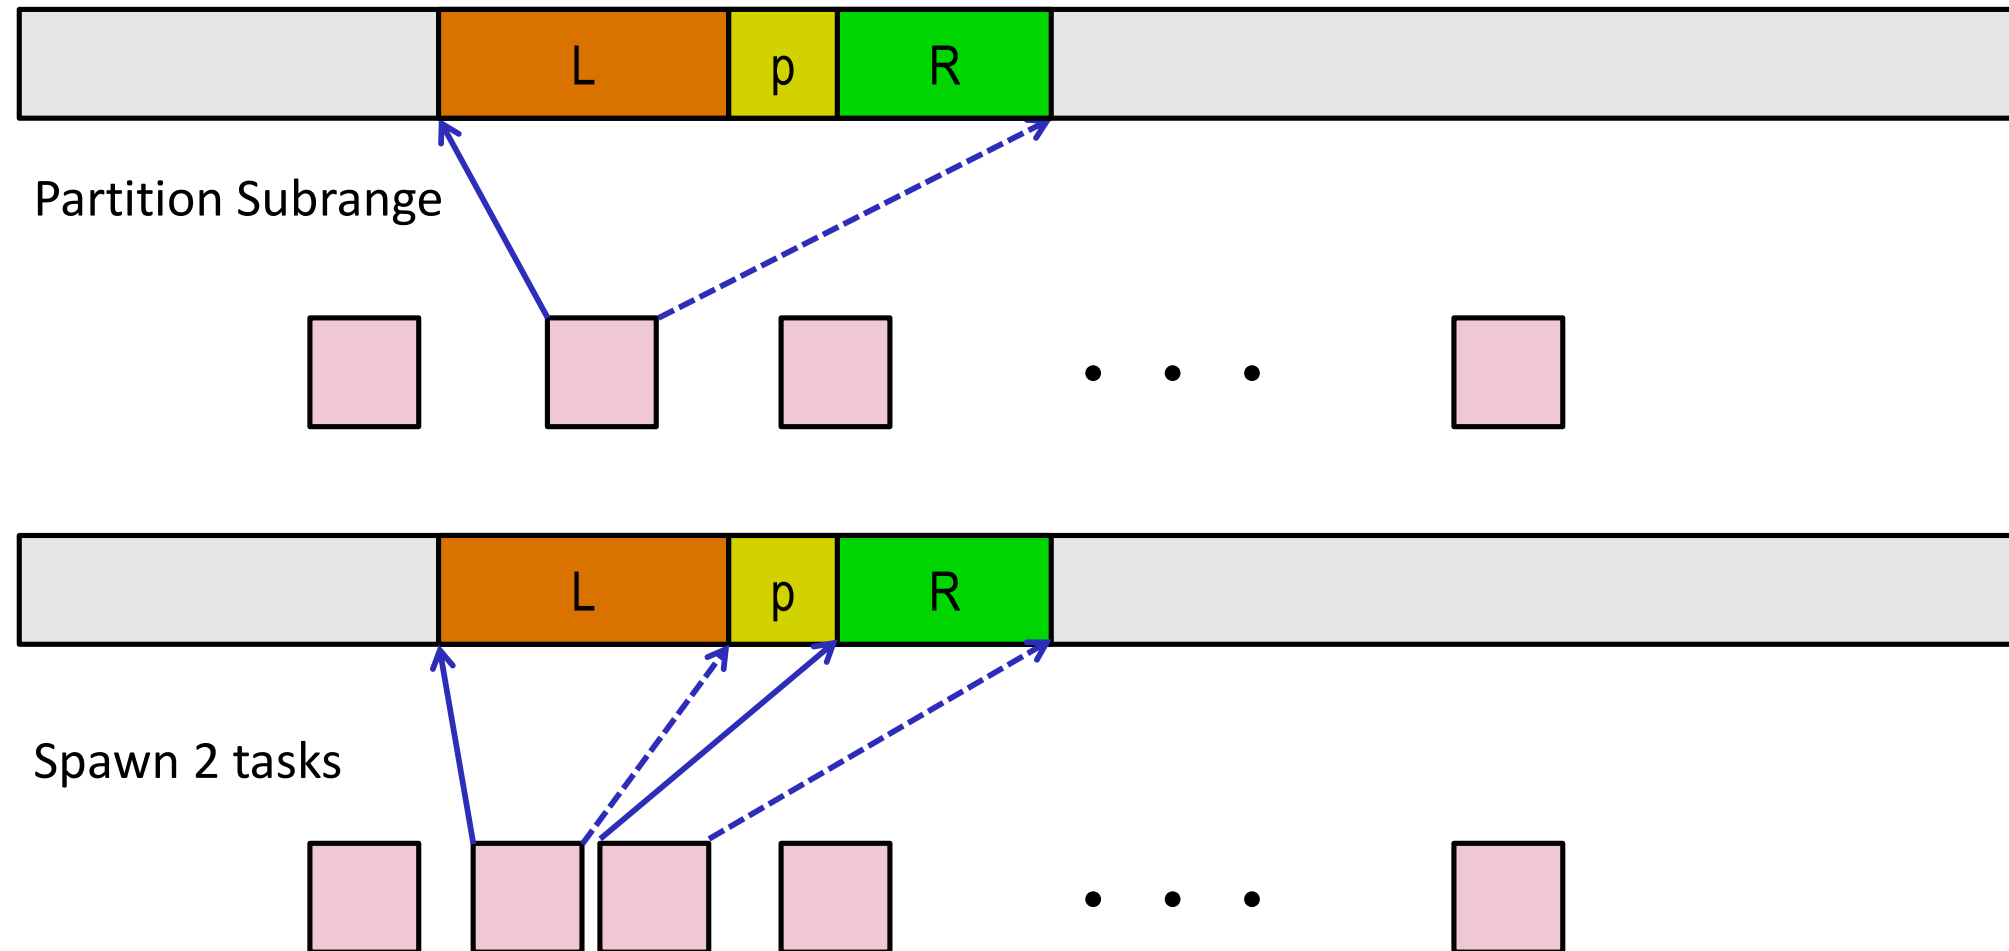 L p R
Partition Subrange
. . .
L p R
Spawn 2 tasks
. . .